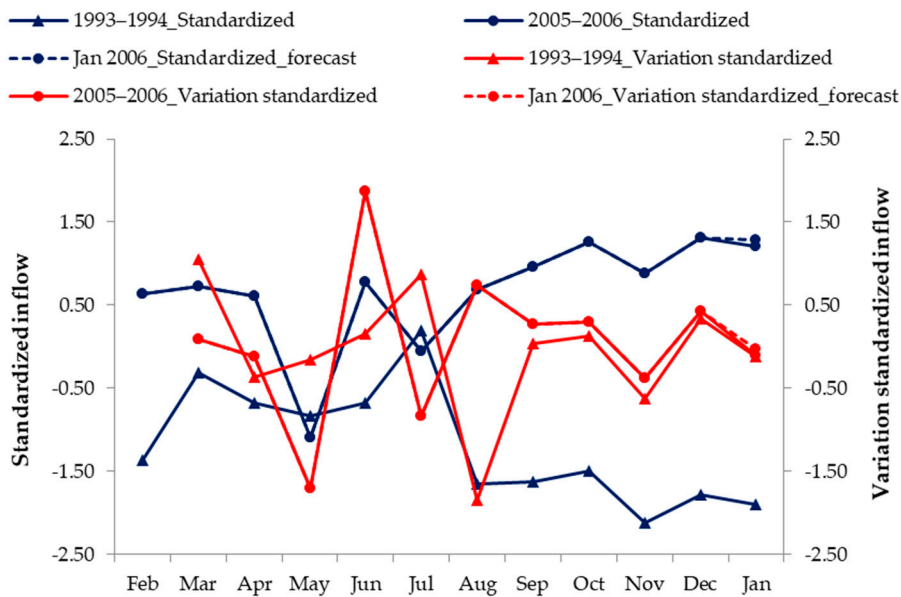 1993–1994_Standardized
2005–2006_Standardized
Jan 2006_Standardized_forecast
1993–1994_Variation standardized
2005–2006_Variation standardized
Jan 2006_Variation standardized_forecast
Standardized inflow
2.50
1.50
0.50
-0.50
-1.50
-2.50
2.50
1.50
0.50
-0.50
-1.50
-2.50
Variation standardized inflow
Feb Mar Apr May Jun Jul Aug Sep Oct Nov Dec Jan